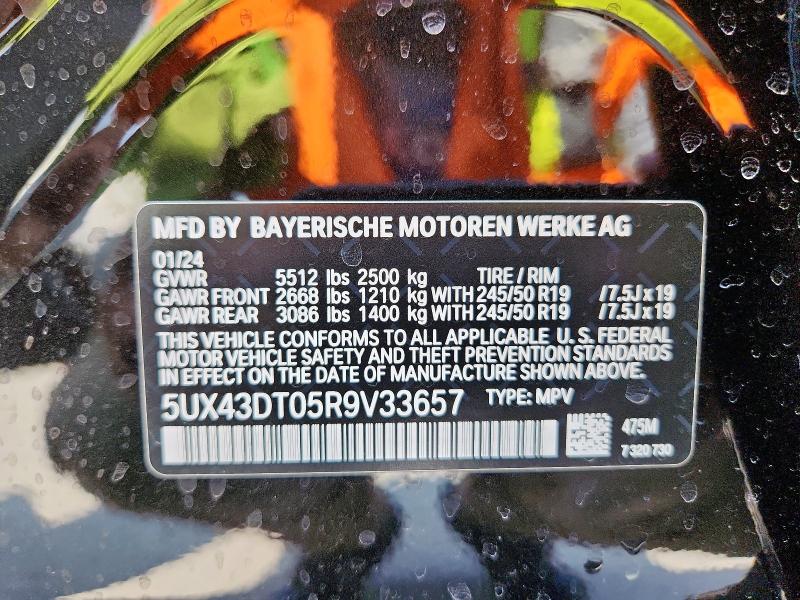 MFD BY BAYERISCHE MOTOREN WERKE AG
01/24
GVWR 5512 lbs 2500 kg TIRE / RIM
GAWR FRONT 2668 lbs 1210 kg WITH 245/50 R19 /7.5J x 19
GAWR REAR 3086 lbs 1400 kg WITH 245/50 R19 /7.5J x 19
THIS VEHICLE CONFORMS TO ALL APPLICABLE U.S. FEDERAL
MOTOR VEHICLE SAFETY AND THEFT PREVENTION STANDARDS
IN EFFECT ON THE DATE OF MANUFACTURE SHOWN ABOVE.
5UX43DT05R9V33657 TYPE: MPV
475M
7 320 730